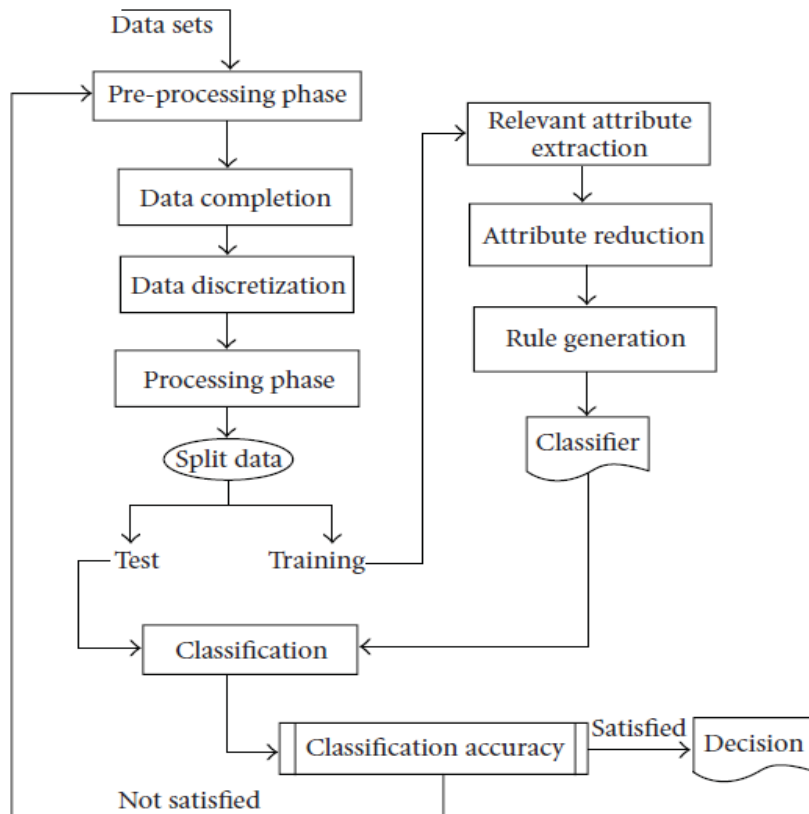 Data sets
Pre-processing phase
Data completion
Data discretization
Processing phase
Split data
Test
Training
Relevant attribute
extraction
Attribute reduction
Rule generation
Classifier
Classification
Classification accuracy
Satisfied
Decision
Not satisfied